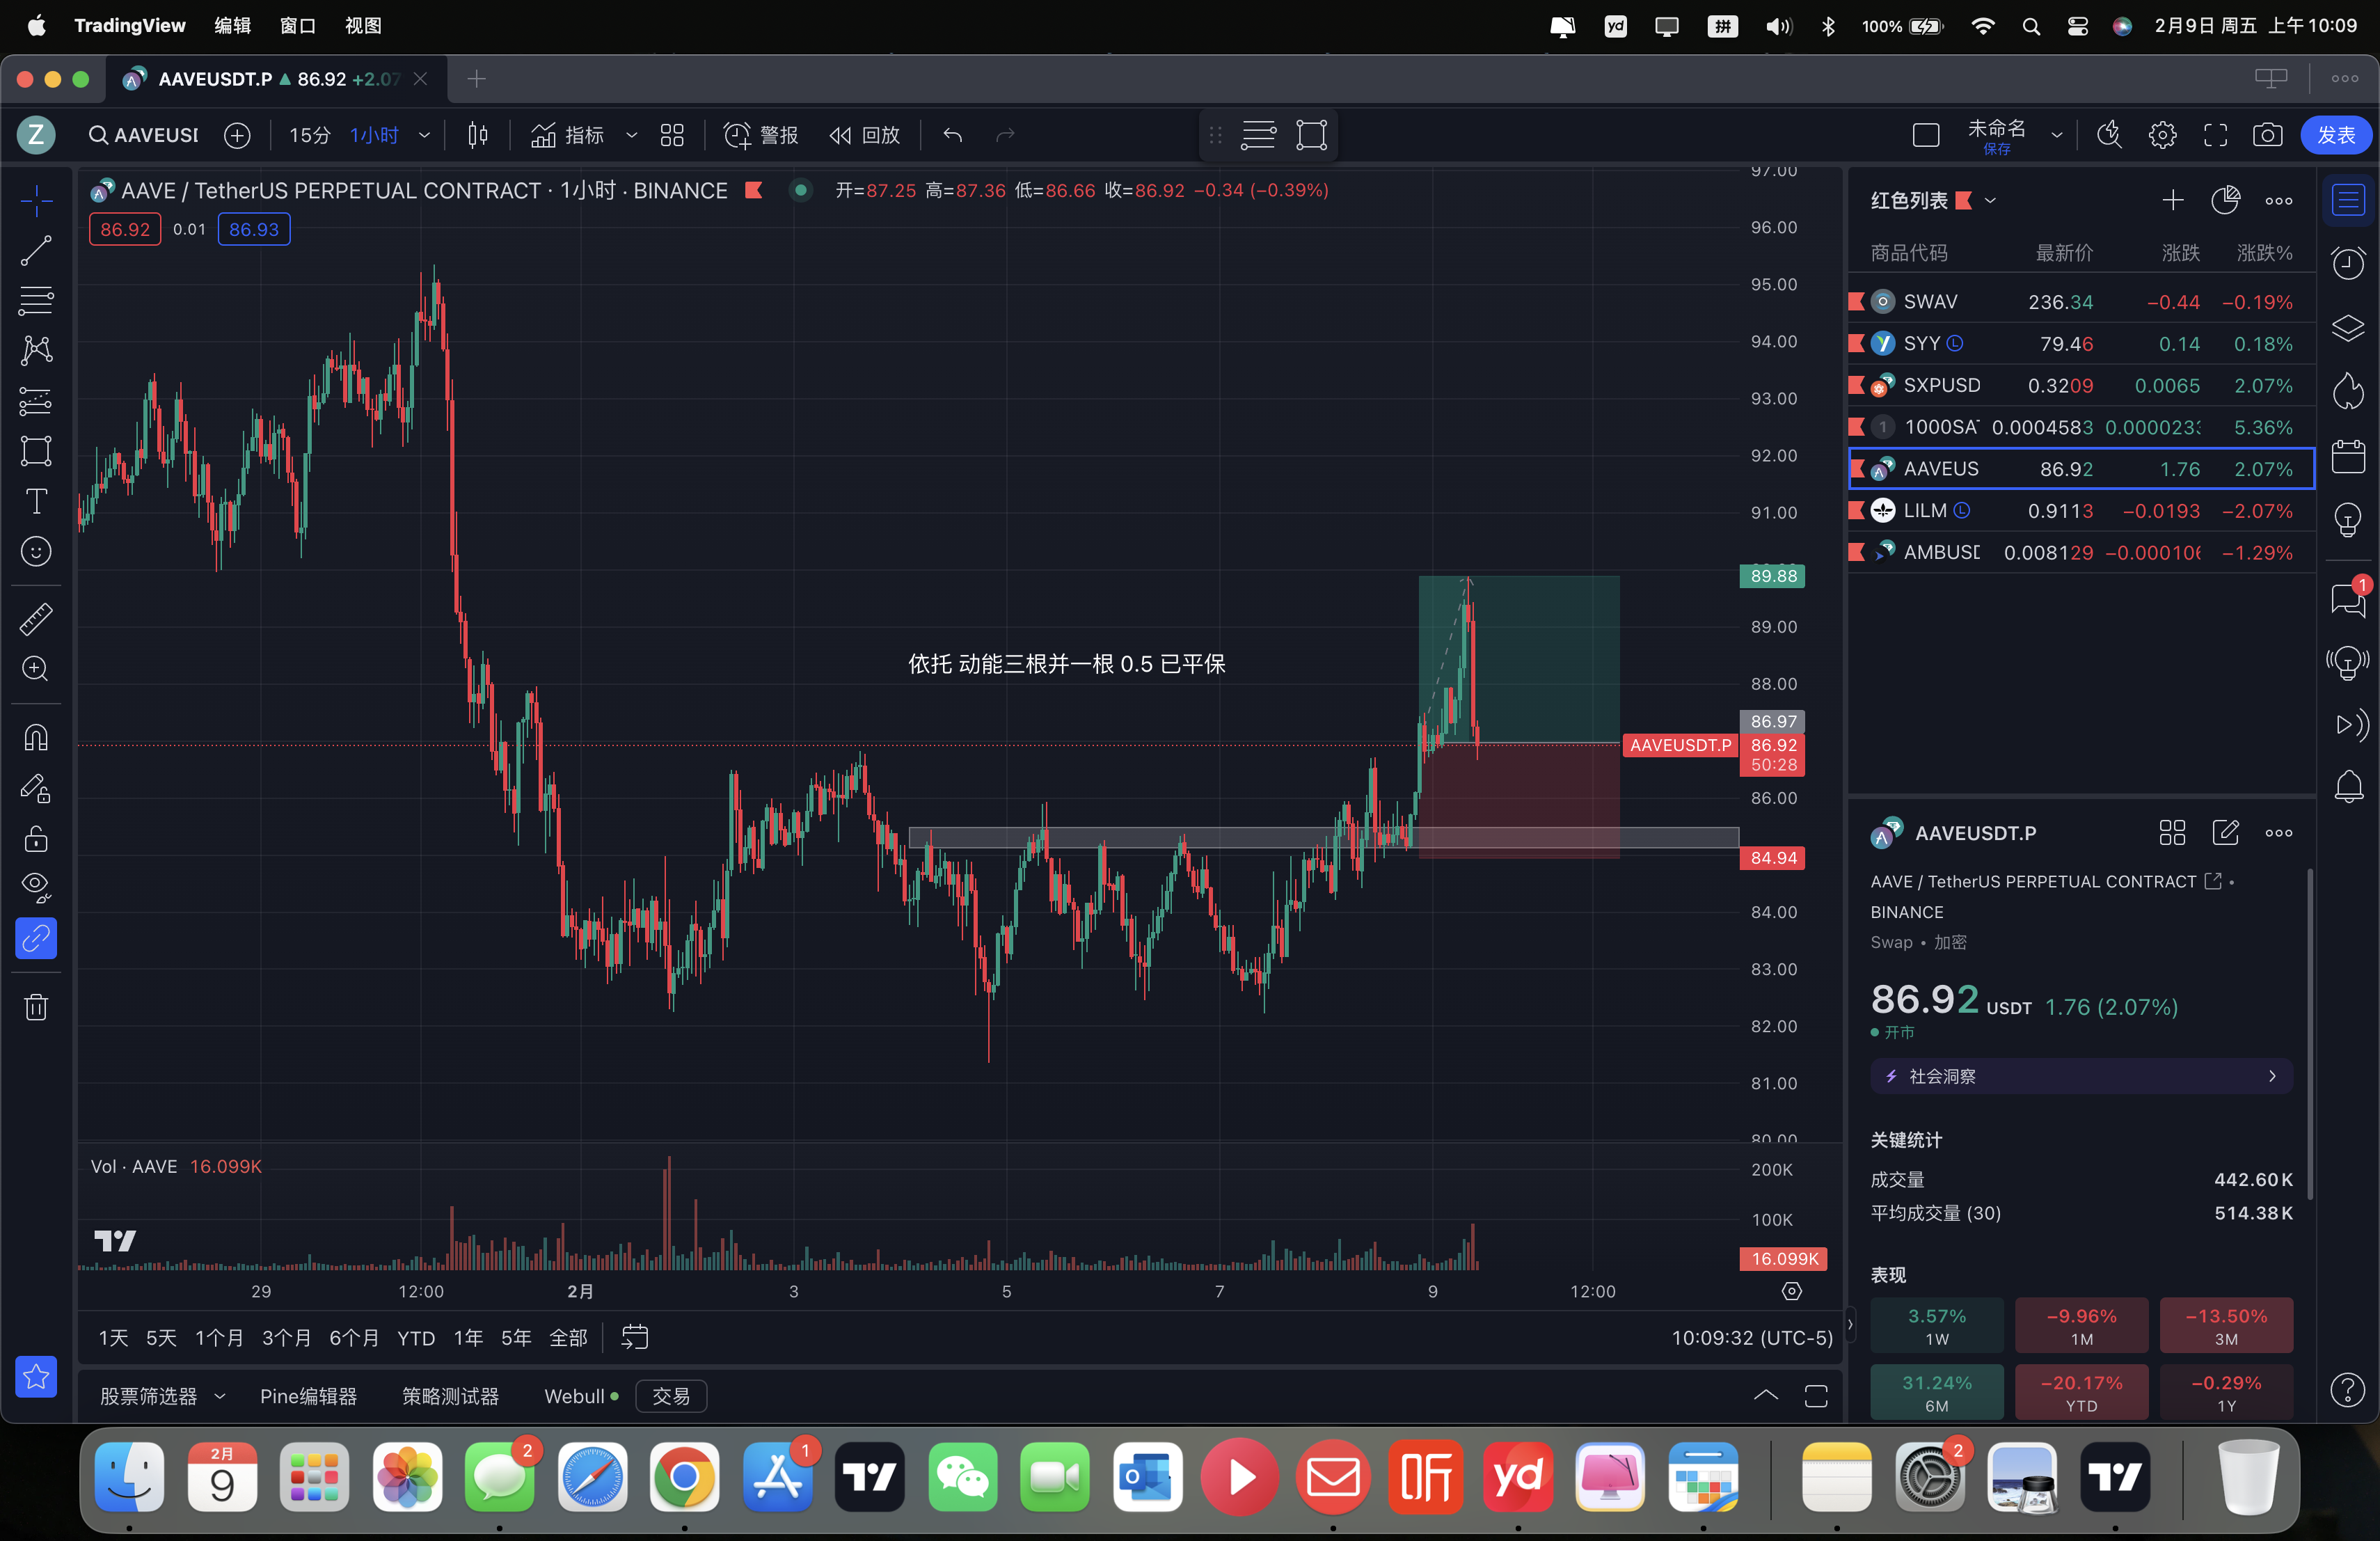 TradingView 编辑 窗口 视图
yd 拼 100% 2月9日 周五 上午10:09
AAVEUSDT.P ▲ 86.92 +2.07
Z AAVEUS 15分 1小时 指标 警报 回放 未命名 发表
保存
AAVE / TetherUS PERPETUAL CONTRACT · 1小时 · BINANCE 开=87.25 高=87.36 低=86.66 收=86.92 −0.34 (−0.39%)
86.92 0.01 86.93
97.00
96.00
95.00
94.00
93.00
92.00
91.00
89.88
89.00
88.00
86.97
AAVEUSDT.P 86.92
50:28
86.00
84.94
84.00
83.00
82.00
81.00
80.00
依托 动能三根并一根 0.5 已平保
Vol · AAVE 16.099K
200K
100K
16.099K
29 12:00 2月 3 5 7 9 12:00
1天 5天 1个月 3个月 6个月 YTD 1年 5年 全部 10:09:32 (UTC-5)
股票筛选器 Pine编辑器 策略测试器 Webull 交易
红色列表
商品代码 最新价 涨跌 涨跌%
SWAV 236.34 −0.44 −0.19%
SYY L 79.46 0.14 0.18%
SXPUSD 0.3209 0.0065 2.07%
1 1000SA 0.0004583 0.000023 5.36%
AAVEUS 86.92 1.76 2.07%
LILM L 0.9113 −0.0193 −2.07%
AMBUS 0.008129 −0.00010 −1.29%
1
AAVEUSDT.P
AAVE / TetherUS PERPETUAL CONTRACT •
BINANCE
Swap • 加密
86.92 USDT 1.76 (2.07%)
开市
社会洞察
关键统计
成交量 442.60K
平均成交量 (30) 514.38K
表现
3.57% −9.96% −13.50%
1W 1M 3M
31.24% −20.17% −0.29%
6M YTD 1Y
2月
9
2
1
听
yd
2